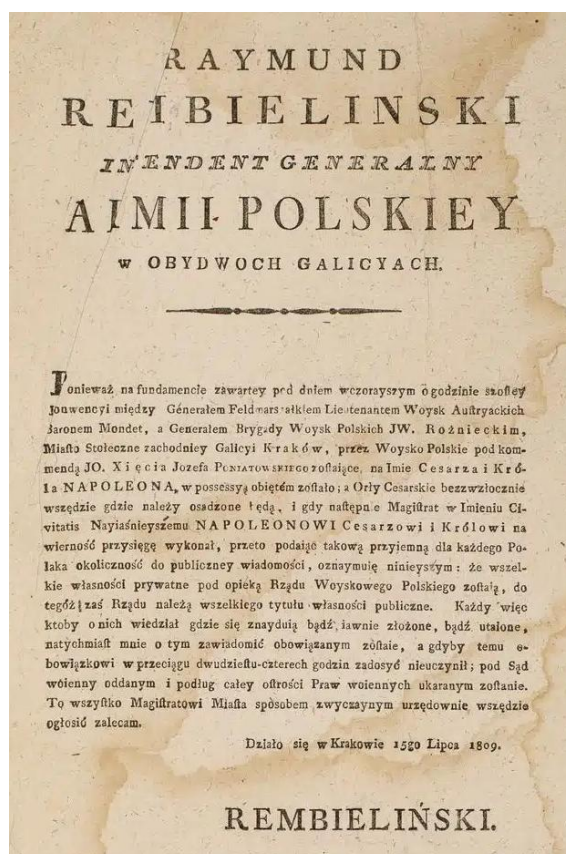 RAYMUND
REIBIELINSKI
INENDENT GENERALNY
AIMII POLSKIEY
w OBYDWOCH GALICYACH.
Ponieważ na fundamencie zawartey pod dniem wczorayszym o godzinie szosſtey
Jonwencyi między Generałem Feldmarszałkiem Lieutenantem Woysk Auſtryackich
Baronem Mondet, a Generałem Brygady Woysk Polskich JW. Rożnieckim,
Miaſto Stołeczne zachodniey Galicyi Kraków, przez Woysko Polskie pod kom-
mendą JO. Xięcia Jozefa PONIATOWSKIEGO zoſtaiące, na Imie Cesarza i Kró-
la NAPOLEONA, w possessyą obiętém zoſtało; a Orły Cesarskie bezzwłocznie
wszędzie gdzie należy osadzone będą, i gdy naſtępnie Magiſtrat w Imieniu Ci-
vitatis Nayiaśnieyszemu NAPOLEONOWI Cesarzowi i Królowi na
wierność przysięgę wykonał, przeto podaiąc takową przyiemną dla każdego Po-
laka okoliczność do publiczney wiadomości, oznaymuię ninieyszym: że wszel-
kie własności prywatne pod opieką Rządu Woyskowego Polskiego zoſtaią, do
tegóż zaś Rządu należą wszelkiego tytułu własności publiczne. Każdy więc
ktoby o nich wiedział gdzie się znayduią bądź iawnie złożone, bądź utaione,
natychmiaſt mnie o tym zawiadomić obowiązanym zoſtaie, a gdyby temu o-
bowiązkowi w przeciągu dwudzieſtu-czterech godzin zadosyć nieuczynił; pod Sąd
wóienny oddanym i podług całey oſtrości Praw woiennych ukaranym zoſtanie.
To wszyſtko Magiſtratowi Miaſta sposobem zwyczaynym urzędownie wszędzie
ogłosić zalecam.
Działo się w Krakowie 15go Lipca 1809.
REMBIELIŃSKI.